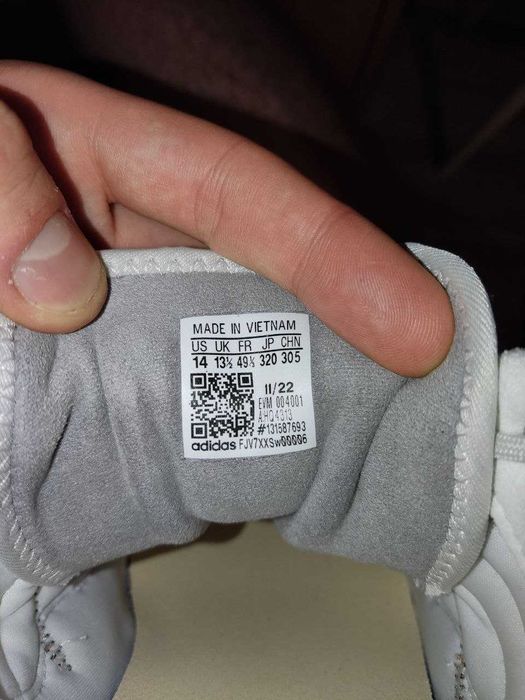 MADE IN VIETNAM
US UK FR JP CHN
14 13½ 49⅓ 320 305
11/22
EVM 004001
AHQ4313
#131587693
adidas FJV7XXSw00006